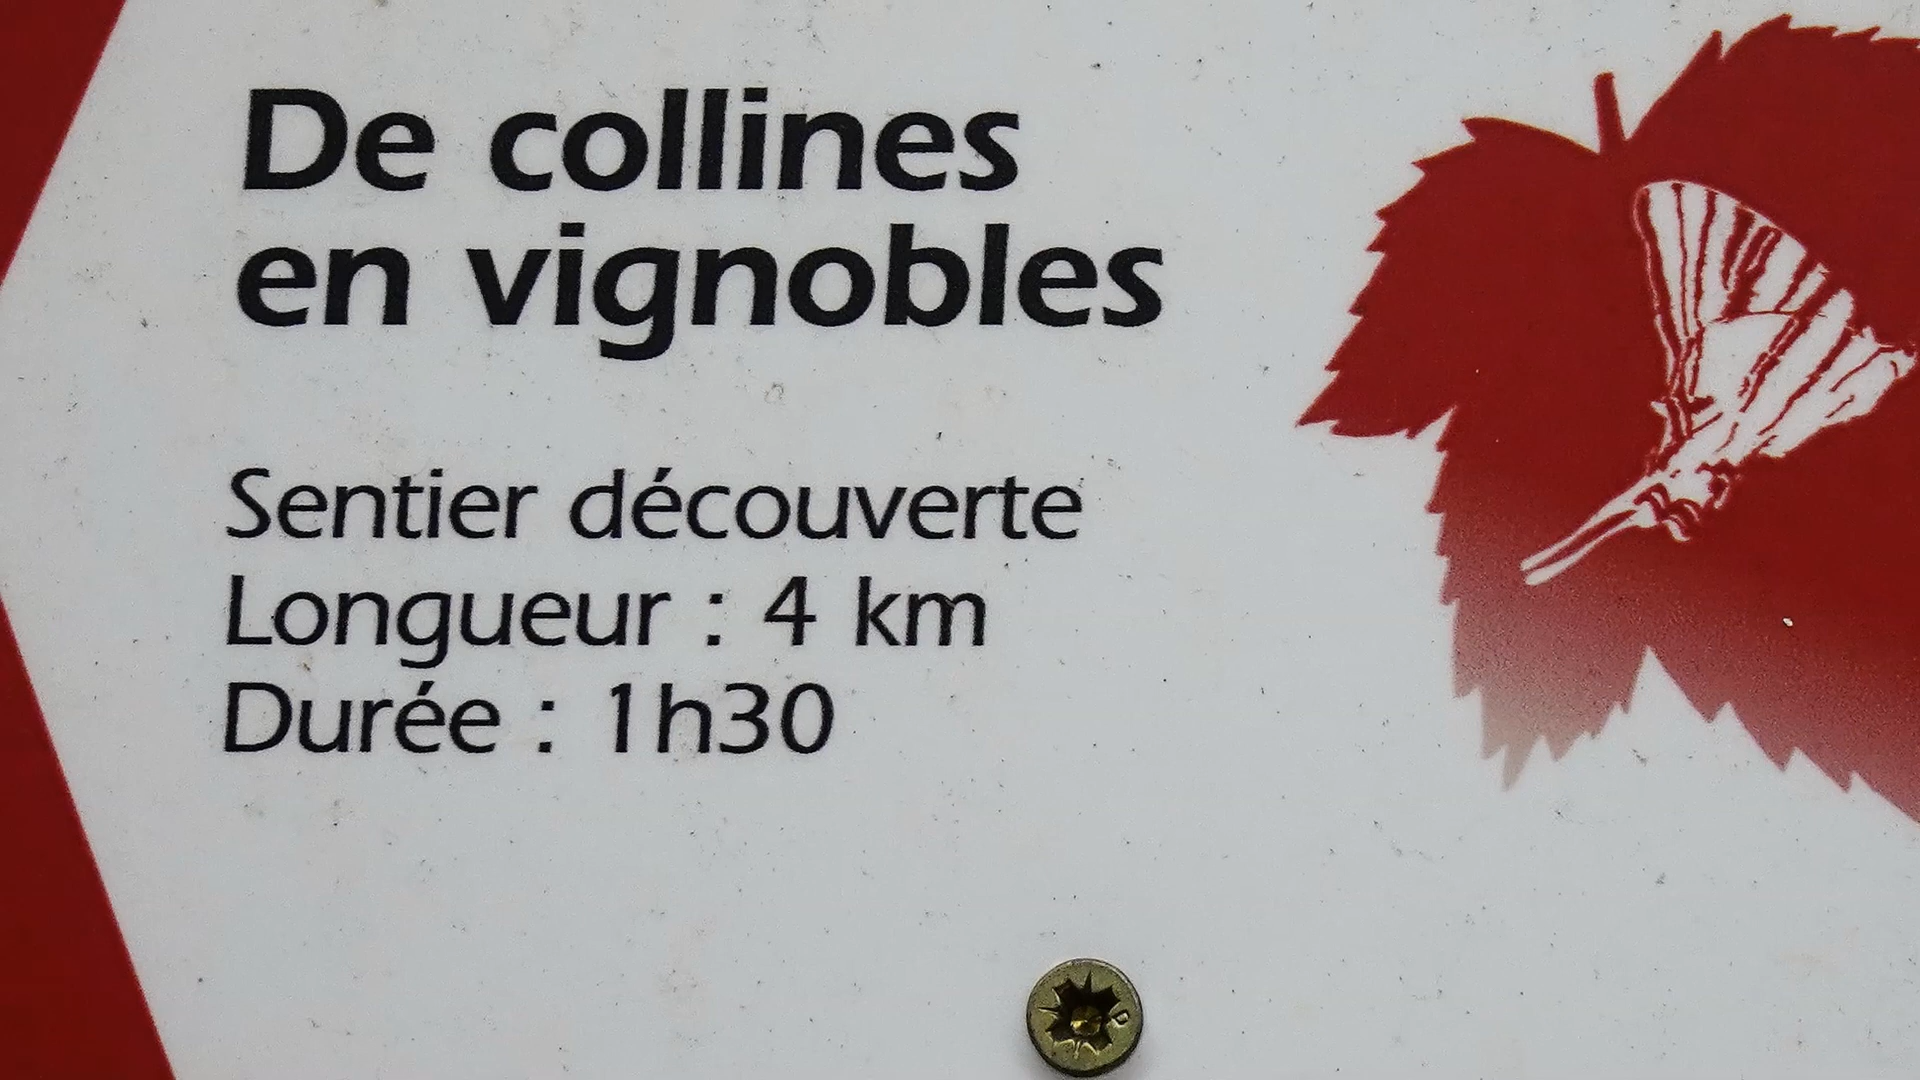 De collines
en vignobles
Sentier découverte
Longueur : 4 km
Durée : 1h30